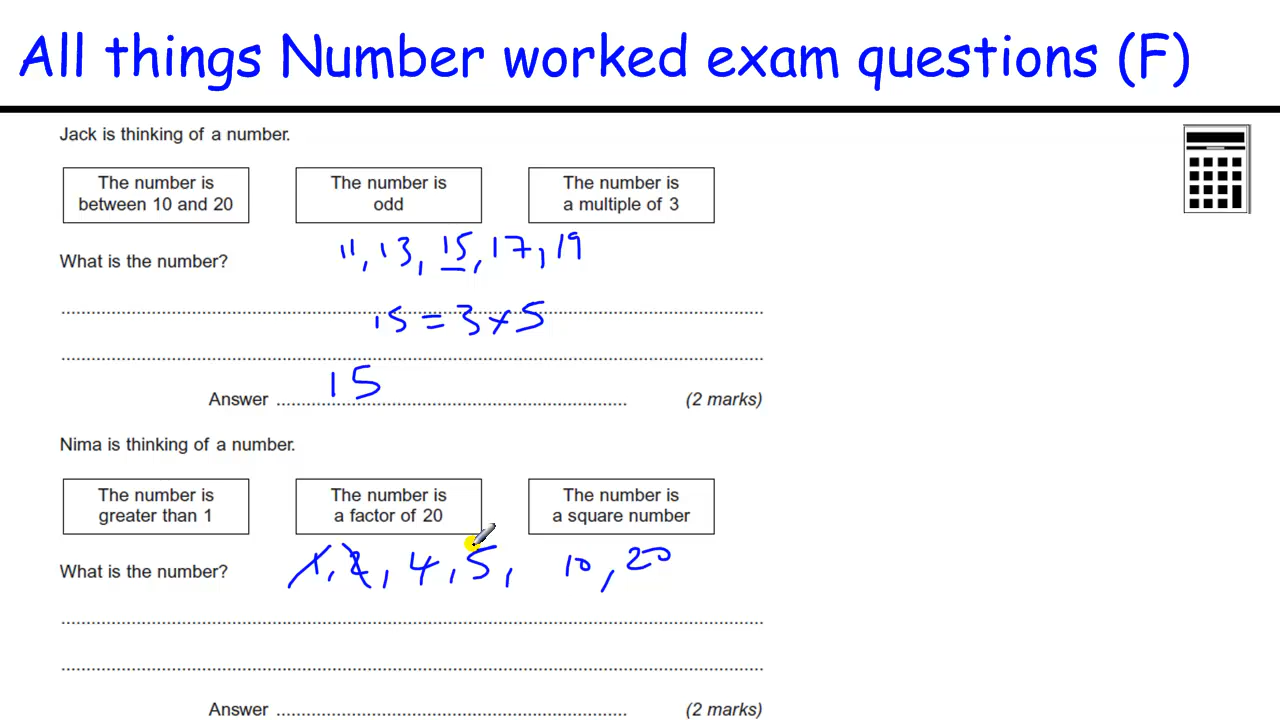 All things Number worked exam questions (F)
Jack is thinking of a number.
The number is
between 10 and 20
The number is
odd
The number is
a multiple of 3
11, 13, 15, 17, 19
What is the number?
15 = 3 × 5
15
Answer ........................................................................ (2 marks)
Nima is thinking of a number.
The number is
greater than 1
The number is
a factor of 20
The number is
a square number
What is the number? 1, 2, 4, 5, 10, 20
Answer ........................................................................ (2 marks)